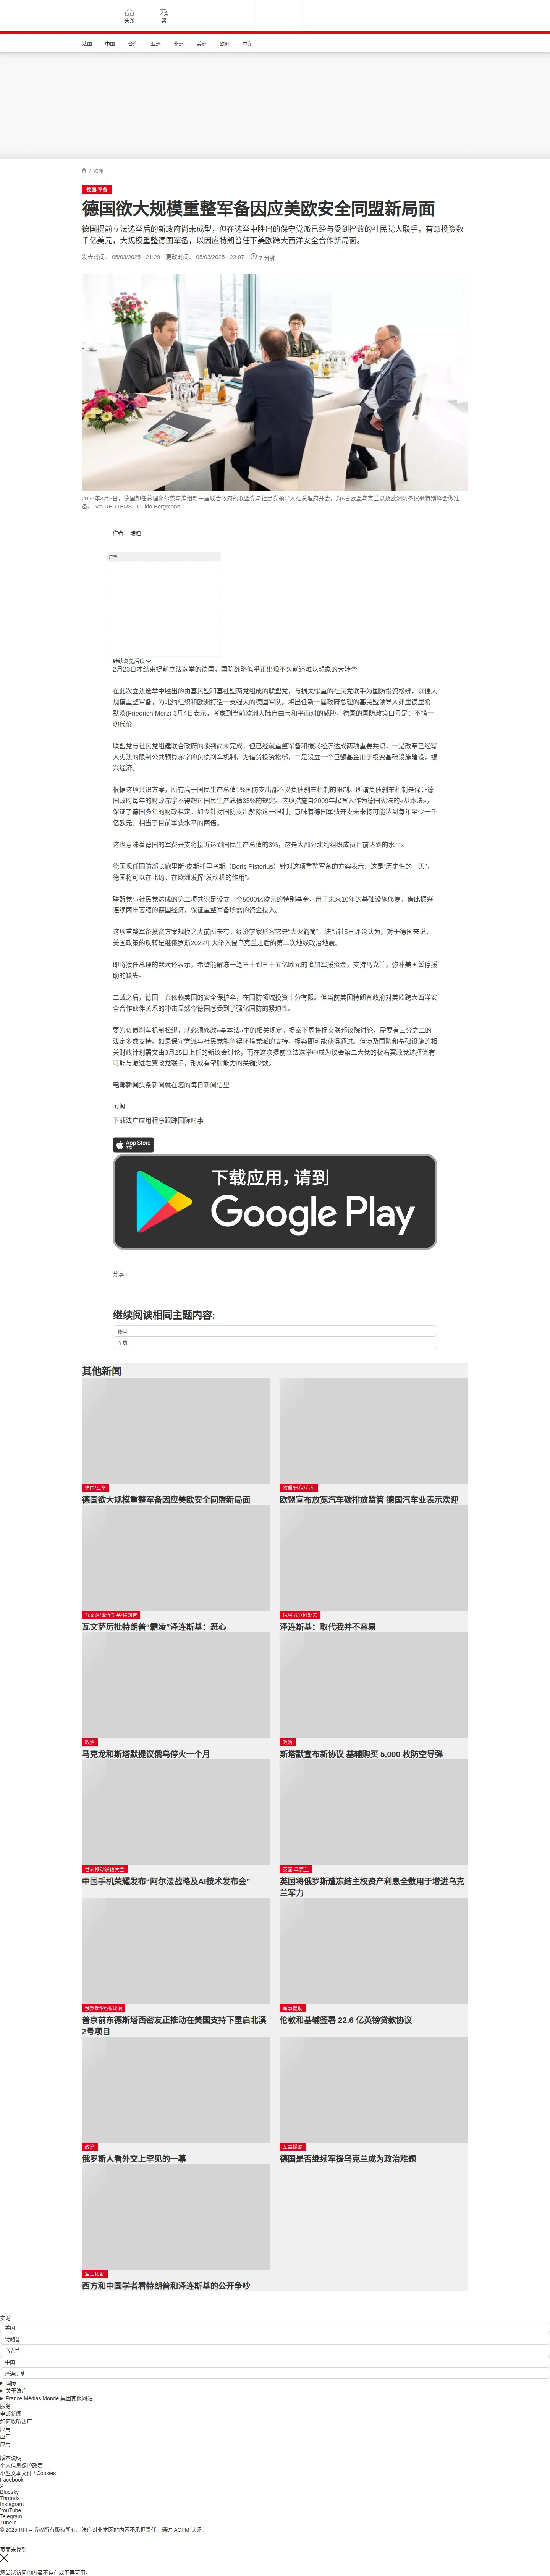 头条
繁
法国
中国
台海
亚洲
非洲
美洲
欧洲
中东
/ 欧洲
德国/军备
德国欲大规模重整军备因应美欧安全同盟新局面
德国提前立法选举后的新政府尚未成型，但在选举中胜出的保守党派已经与受到挫败的社民党人联手，有意投资数
千亿美元，大规模重整德国军备，以因应特朗普任下美欧跨大西洋安全合作新局面。
发表时间： 05/03/2025 - 21:29 更改时间： 05/03/2025 - 22:07 7 分钟
2025年3月5日，德国即任总理朔尔茨与筹组新一届联合政府的联盟党与社民党领导人在总理府开会，为6日欧盟乌克兰以及欧洲防务议题特别峰会做准
备。 via REUTERS - Guido Bergmann
作者： 瑞迪
广告
继续浏览后续
2月23日才结束提前立法选举的德国，国防战略似乎正出现不久前还难以想象的大转弯。
在此次立法选举中胜出的由基民盟和基社盟两党组成的联盟党，与损失惨重的社民党联手为国防投资松绑，以便大
规模重整军备，为北约组织和欧洲打造一支强大的德国军队。将出任新一届政府总理的基民盟领导人弗里德里希·
默茨(Friedrich Merz) 3月4日表示，考虑到当前欧洲大陆自由与和平面对的威胁，德国的国防政策口号是：不惜一
切代价。
联盟党与社民党组建联合政府的谈判尚未完成，但已经就重整军备和振兴经济达成两项重要共识，一是改革已经写
入宪法的限制公共预算赤字的负债刹车机制，为借贷投资松绑，二是设立一个巨额基金用于投资基础设施建设，振
兴经济。
根据这项共识方案，所有高于国民生产总值1%国防支出都不受负债刹车机制的限制。所谓负债刹车机制是保证德
国政府每年的财政赤字不得超过国民生产总值35%的规定。这项措施自2009年起写入作为德国宪法的«基本法»，
保证了德国多年的财政稳定。如今针对国防支出解除这一限制，意味着德国军费开支未来将可能达到每年至少一千
亿欧元，相当于目前军费水平的两倍。
这也意味着德国的军费开支将接近达到国民生产总值的3%，这是大部分北约组织成员目前达到的水平。
德国现任国防部长赖里斯·皮斯托里乌斯（Boris Pistorius）针对这项重整军备的方案表示：这是“历史性的一天”，
德国将可以在北约、在欧洲发挥“发动机的作用”。
联盟党与社民党达成的第二项共识是设立一个5000亿欧元的特别基金，用于未来10年的基础设施修复。借此振兴
连续两年萎缩的德国经济，保证重整军备所需的资金投入。
这项重整军备投资方案规模之大前所未有。经济学家形容它是“大火箭筒”。法新社5日评论认为，对于德国来说，
美国政策的反转是继俄罗斯2022年大举入侵乌克兰之后的第二次地缘政治地震。
即将接任总理的默茨还表示，希望能解冻一笔三十到三十五亿欧元的追加军援资金，支持乌克兰，弥补美国暂停援
助的缺失。
二战之后，德国一直依赖美国的安全保护伞，在国防领域投资十分有限。但当前美国特朗普政府对美欧跨大西洋安
全合作伙伴关系的冲击显然令德国感受到了强化国防的紧迫性。
要为负债刹车机制松绑，就必须修改«基本法»中的相关规定。提案下周将提交联邦议院讨论，需要有三分之二的
法定多数支持。如果保守党派与社民党能争得环境党派的支持，提案即可能获得通过。但涉及国防和基础设施的相
关财政计划需交由3月25日上任的新议会讨论，而在这次提前立法选举中成为议会第二大党的极右翼政党选择党有
可能与激进左翼政党联手，形成有掣肘能力的关键少数。
电邮新闻头条新闻就在您的每日新闻信里
订阅
下载法广应用程序跟踪国际时事
App Store
下载
下载应用，请到
Google Play
分享 :
继续阅读相同主题内容:
德国
军费
其他新闻
德国/军备
德国欲大规模重整军备因应美欧安全同盟新局面
欧盟/环保/汽车
欧盟宣布放宽汽车碳排放监管 德国汽车业表示欢迎
瓦文萨/泽连斯基/特朗普
瓦文萨厉批特朗普“霸凌”泽连斯基：恶心
俄乌战争何处去
泽连斯基：取代我并不容易
政治
马克龙和斯塔默提议俄乌停火一个月
政治
斯塔默宣布新协议 基辅购买 5,000 枚防空导弹
世界移动通信大会
中国手机荣耀发布“阿尔法战略及AI技术发布会”
英国 马克兰
英国将俄罗斯遭冻结主权资产利息全数用于增进乌克
兰军力
俄罗斯/欧洲/政治
普京前东德斯塔西密友正推动在美国支持下重启北溪
2号项目
军事援助
伦敦和基辅签署 22.6 亿英镑贷款协议
政治
俄罗斯人看外交上罕见的一幕
军事援助
德国是否继续军援乌克兰成为政治难题
军事援助
西方和中国学者看特朗普和泽连斯基的公开争吵
实时
美国
特朗普
乌克兰
中国
泽连斯基
国际
关于法广
France Médias Monde 集团其他网站
服务
电邮新闻
如何收听法广
应用
应用
应用
版本说明
个人信息保护政策
小型文本文件 / Cookies
Facebook
X
Bluesky
Threads
Instagram
YouTube
Telegram
TuneIn
© 2025 RFI – 版权所有版权所有。法广对非本网站内容不承担责任。通过 ACPM 认证。
页面未找到
您尝试访问的内容不存在或不再可用。